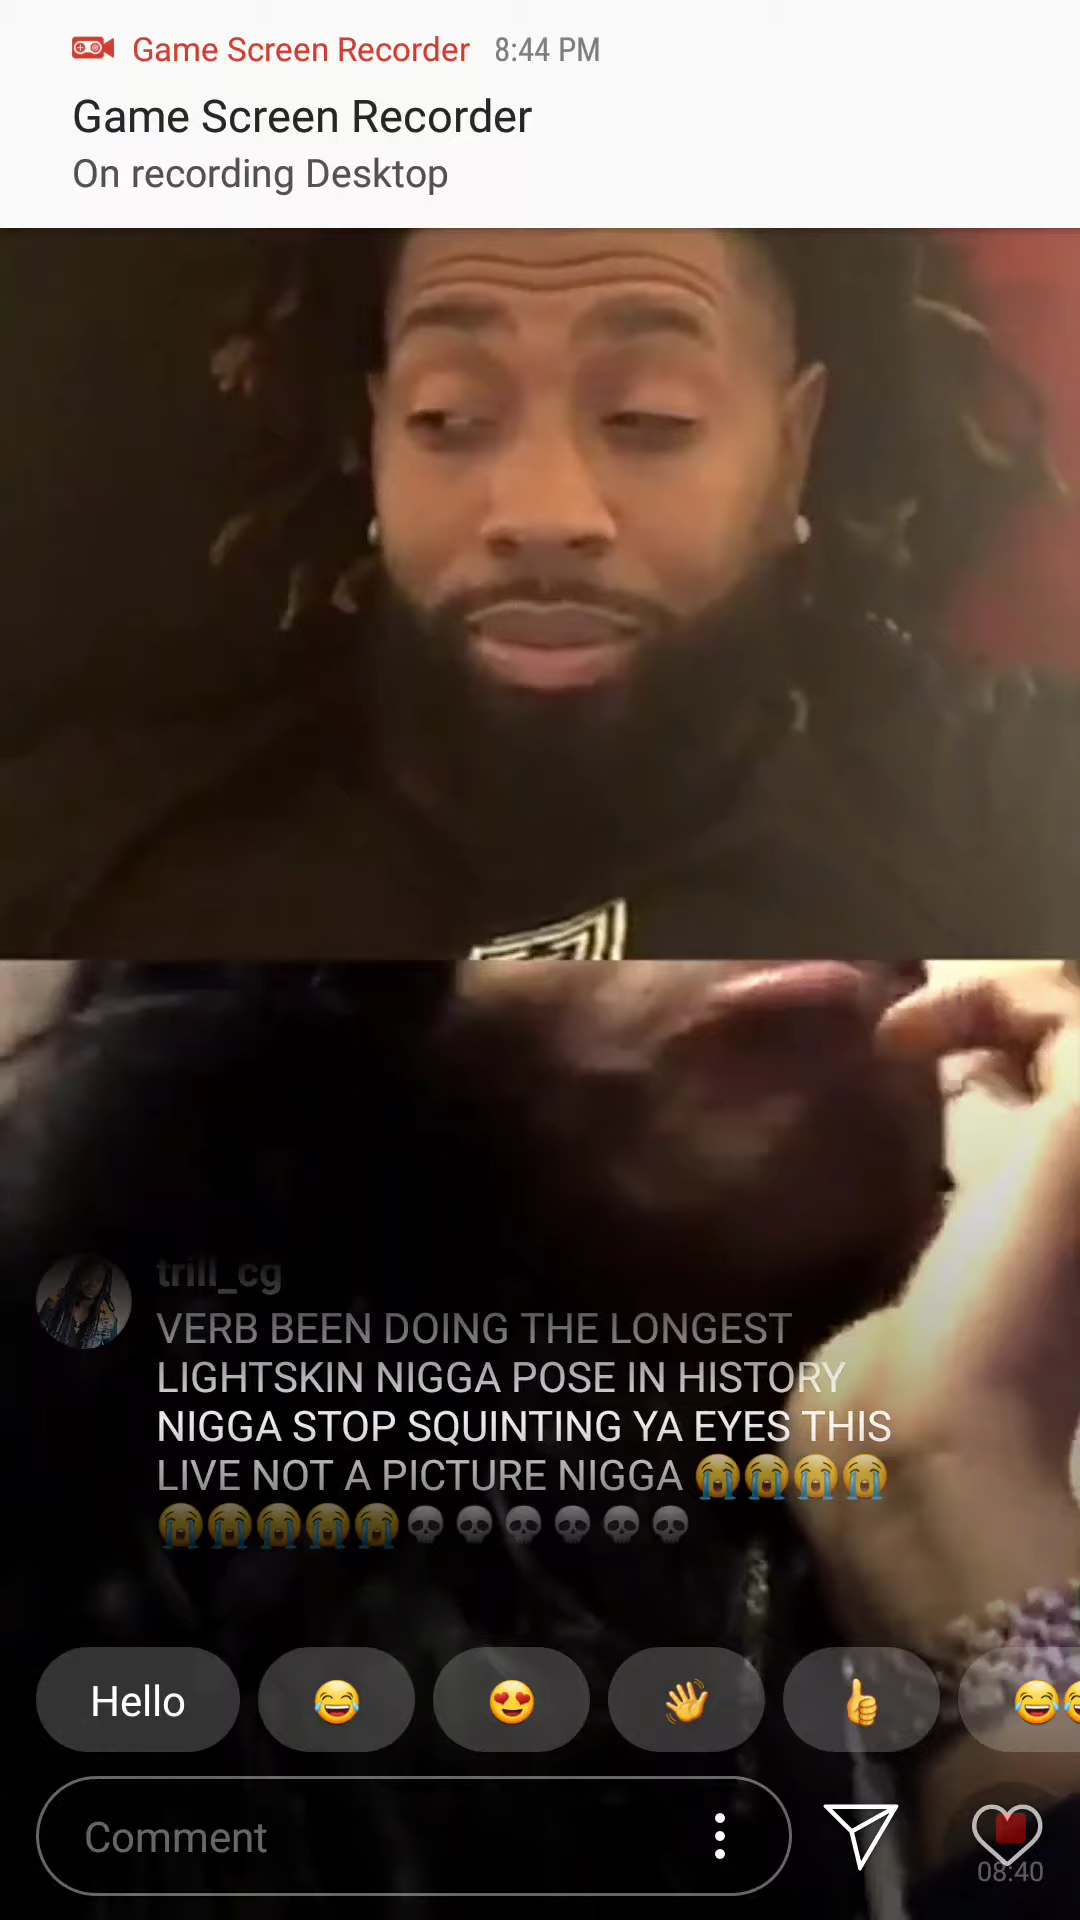 Game Screen Recorder 8:44 PM
Game Screen Recorder
On recording Desktop
trill_cg
VERB BEEN DOING THE LONGEST
LIGHTSKIN NIGGA POSE IN HISTORY
NIGGA STOP SQUINTING YA EYES THIS
LIVE NOT A PICTURE NIGGA 😭😭😭😭
😭😭😭😭😭💀💀💀💀💀💀
Hello 😂 😍 👋 👍 😂😂
Comment
08:40